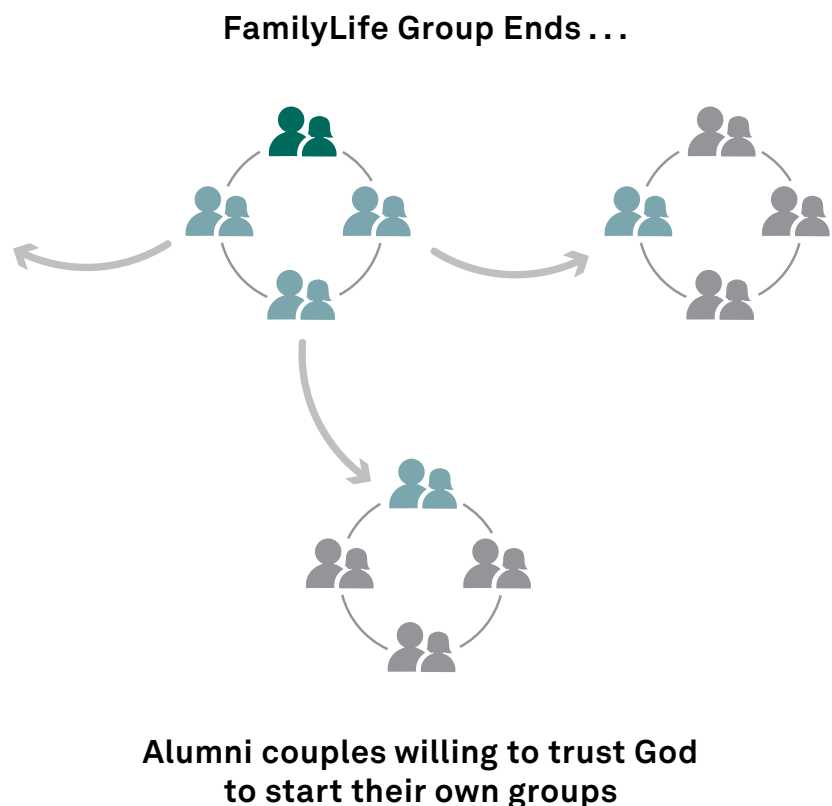 FamilyLife Group Ends . . .
Alumni couples willing to trust God
to start their own groups